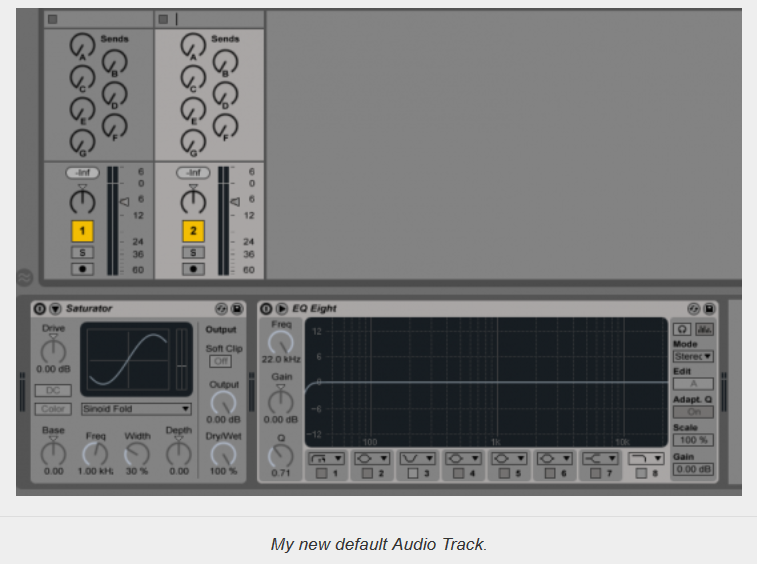 Sends
A
B
C
D
E
F
G
Sends
A
B
C
D
E
F
G
-Inf
6
0
6
12
24
36
60
1
S
-Inf
6
0
6
12
24
36
60
2
S
Saturator
Drive
0.00 dB
DC
Color
Sinoid Fold
Output
Soft Clip
Off
Output
0.00 dB
Base
Freq
Width
Depth
Dry/Wet
0.00
1.00 kHz
30 %
0.00
100 %
EQ Eight
Freq
22.0 kHz
Gain
0.00 dB
Q
0.71
12
6
0
-6
-12
100
1K
10K
1
2
3
4
5
6
7
8
Mode
Stereo
Edit
A
Adapt. Q
On
Scale
100 %
Gain
0.00 dB
My new default Audio Track.